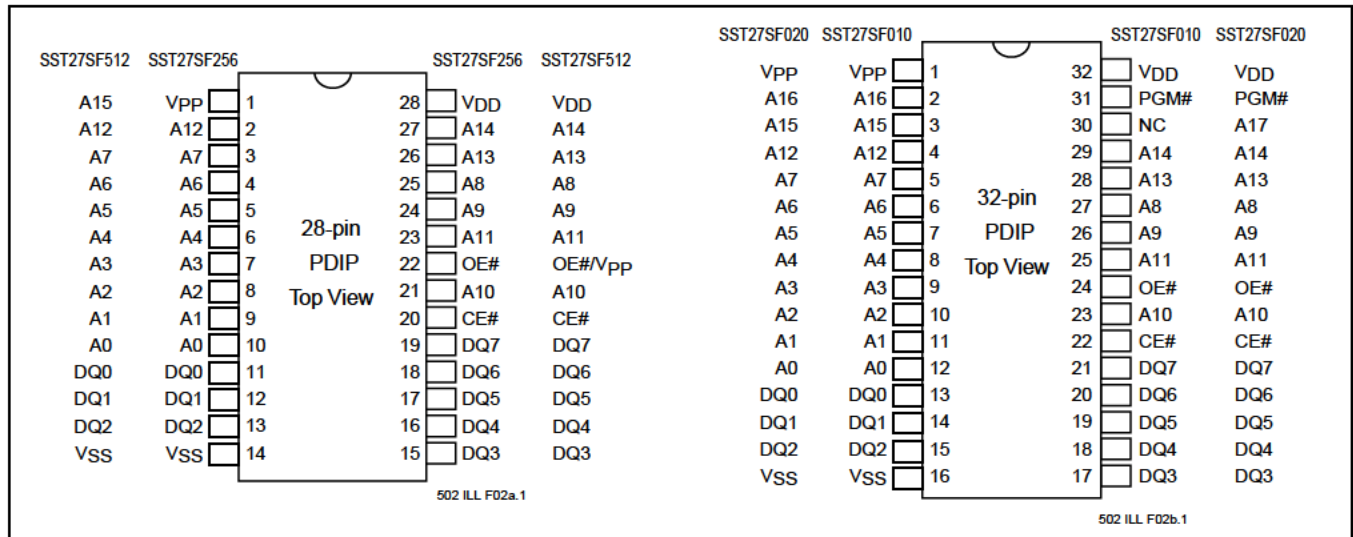 SST27SF512 SST27SF256 SST27SF256 SST27SF512
A15 VPP 1 28 VDD VDD
A12 A12 2 27 A14 A14
A7 A7 3 26 A13 A13
A6 A6 4 25 A8 A8
A5 A5 5 24 A9 A9
A4 A4 6 28-pin 23 A11 A11
A3 A3 7 PDIP 22 OE# OE#/VPP
A2 A2 8 Top View 21 A10 A10
A1 A1 9 20 CE# CE#
A0 A0 10 19 DQ7 DQ7
DQ0 DQ0 11 18 DQ6 DQ6
DQ1 DQ1 12 17 DQ5 DQ5
DQ2 DQ2 13 16 DQ4 DQ4
VSS VSS 14 15 DQ3 DQ3
502 ILL F02a.1
SST27SF020 SST27SF010 SST27SF010 SST27SF020
VPP VPP 1 32 VDD VDD
A16 A16 2 31 PGM# PGM#
A15 A15 3 30 NC A17
A12 A12 4 29 A14 A14
A7 A7 5 28 A13 A13
A6 A6 6 32-pin 27 A8 A8
A5 A5 7 PDIP 26 A9 A9
A4 A4 8 Top View 25 A11 A11
A3 A3 9 24 OE# OE#
A2 A2 10 23 A10 A10
A1 A1 11 22 CE# CE#
A0 A0 12 21 DQ7 DQ7
DQ0 DQ0 13 20 DQ6 DQ6
DQ1 DQ1 14 19 DQ5 DQ5
DQ2 DQ2 15 18 DQ4 DQ4
VSS VSS 16 17 DQ3 DQ3
502 ILL F02b.1